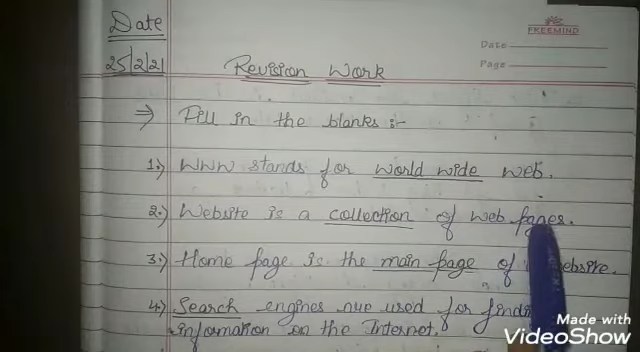 Date
25/2/21
FREEMIND
Date
Page
Revision Work
⇒ Fill in the blanks :-
1.) WWW stands for world wide web.
2.) Website is a collection of web pages.
3.) Home page is the main page of website.
4.) Search engines are used for
information on the Internet.
Made with
VideoShow